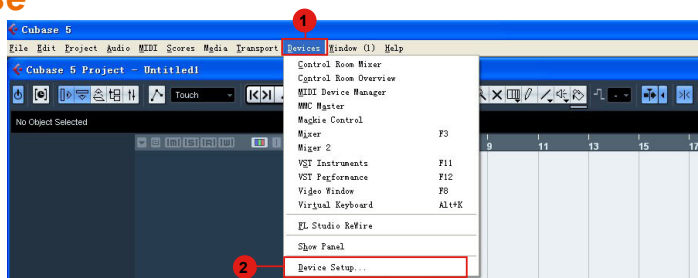 se
1
Cubase 5
File Edit Project Audio MIDI Scores Media Transport Devices Window (1) Help
Cubase 5 Project - Untitled1
Touch
No Object Selected
[m] [S] [R] [W]
9 11 13 15 17
Control Room Mixer
Control Room Overview
MIDI Device Manager
MMC Master
Mackie Control
Mixer F3
Mixer 2
VST Instruments F11
VST Performance F12
Video Window F8
Virtual Keyboard Alt+K
FL Studio ReWire
Show Panel
2
Device Setup...